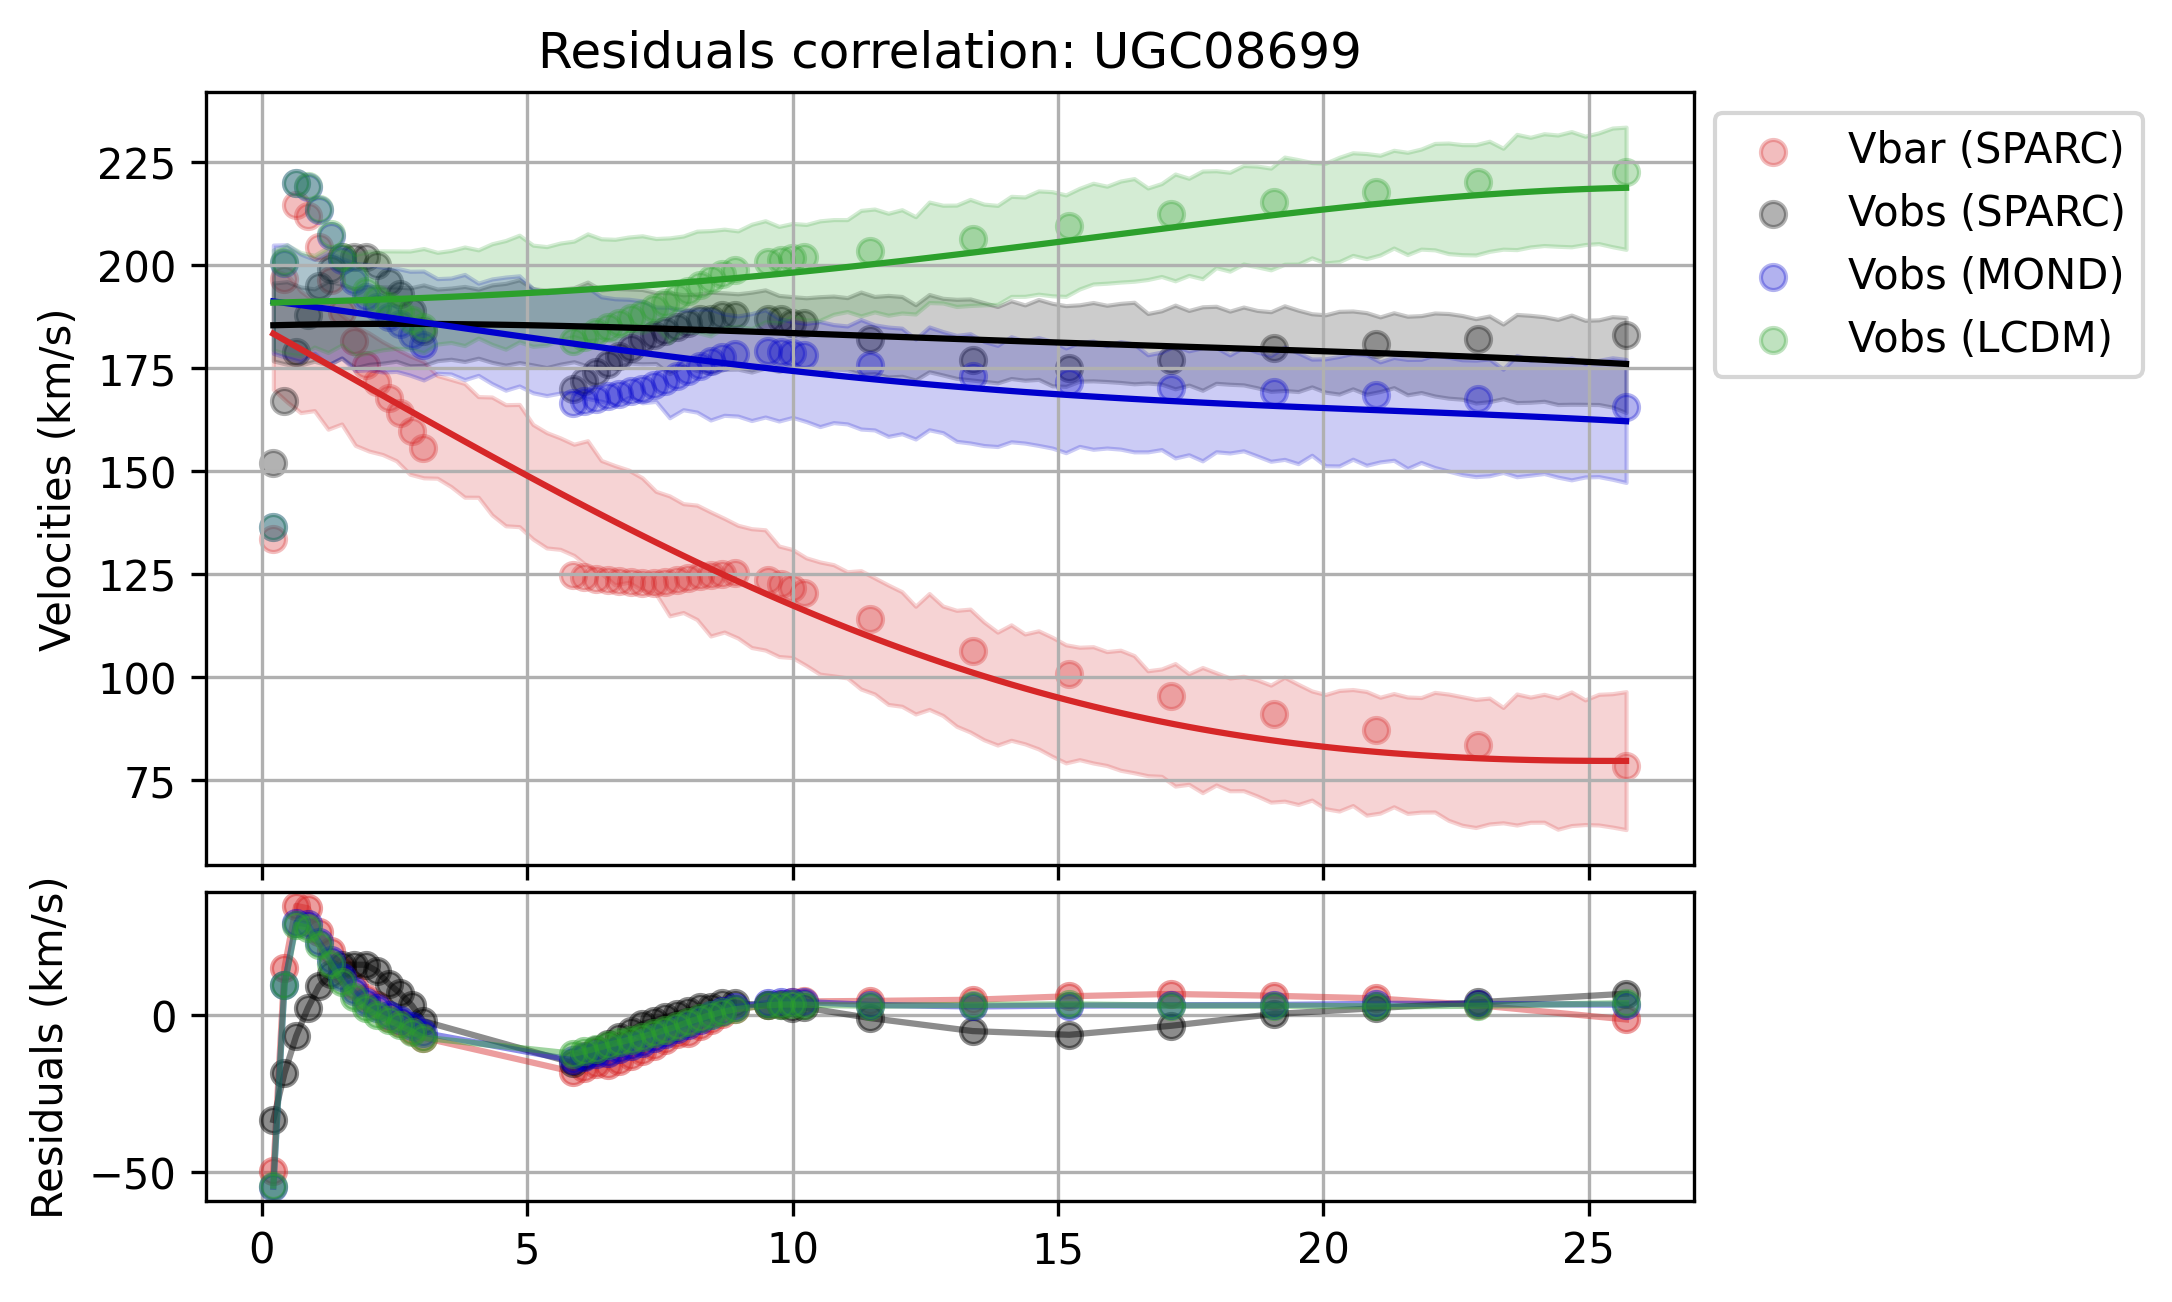 Residuals correlation: UGC08699
Velocities (km/s)
225
200
175
150
125
100
75
Vbar (SPARC)
Vobs (SPARC)
Vobs (MOND)
Vobs (LCDM)
Residuals (km/s)
0
−50
0 5 10 15 20 25